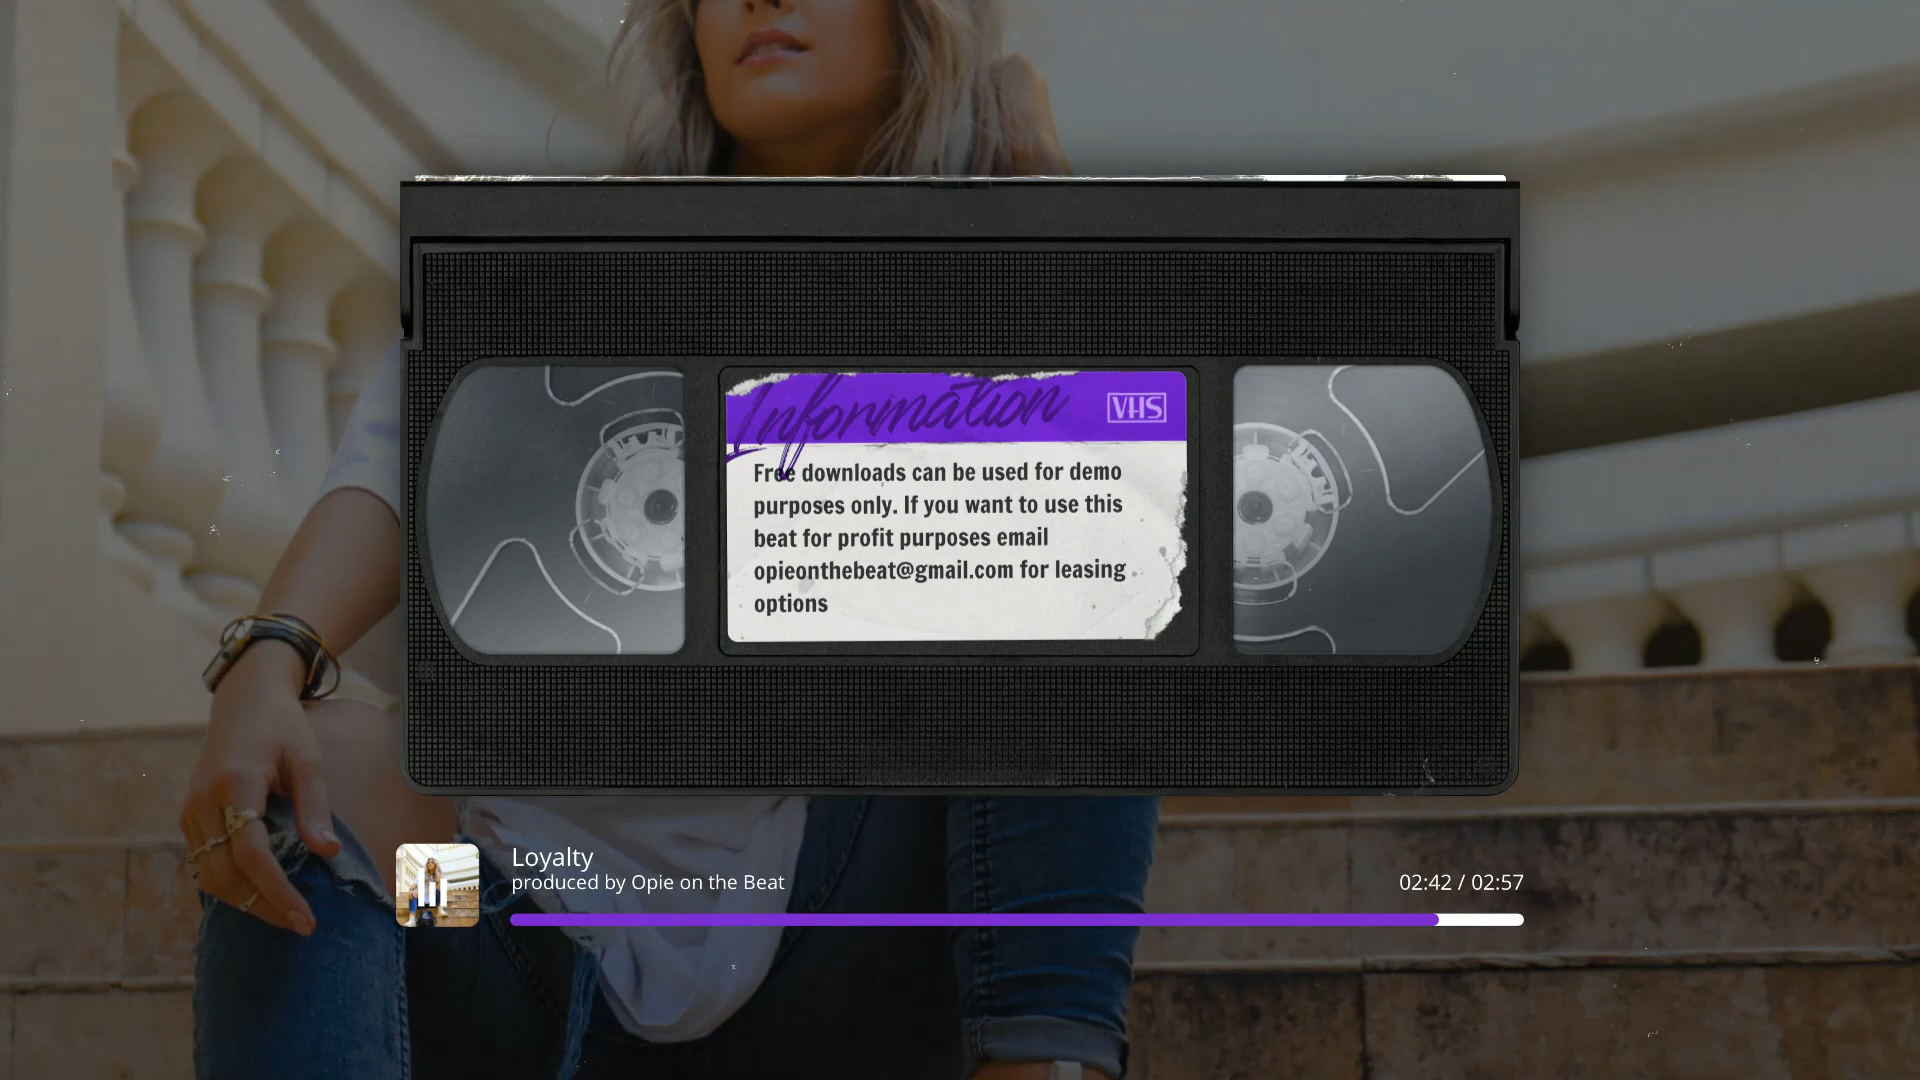 Information
VHS
Free downloads can be used for demo
purposes only. If you want to use this
beat for profit purposes email
opieonthebeat@gmail.com for leasing
options
Loyalty
produced by Opie on the Beat
02:42 / 02:57